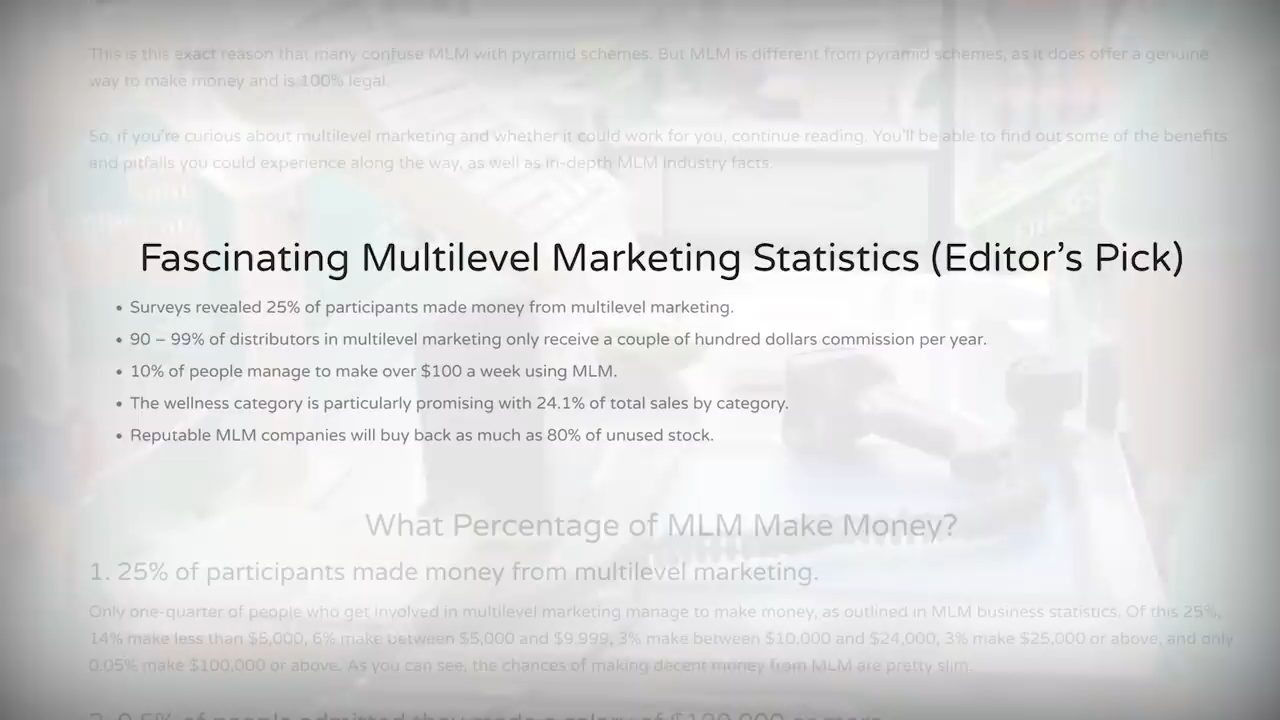 This is this exact reason that many confuse MLM with pyramid schemes. But MLM is different from pyramid schemes, as it does offer a genuine
way to make money and is 100% legal.
So, if you're curious about multilevel marketing and whether it could work for you, continue reading. You'll be able to find out some of the benefits
and pitfalls you could experience along the way, as well as in-depth MLM industry facts.
Fascinating Multilevel Marketing Statistics (Editor's Pick)
• Surveys revealed 25% of participants made money from multilevel marketing.
• 90 – 99% of distributors in multilevel marketing only receive a couple of hundred dollars commission per year.
• 10% of people manage to make over $100 a week using MLM.
• The wellness category is particularly promising with 24.1% of total sales by category.
• Reputable MLM companies will buy back as much as 80% of unused stock.
What Percentage of MLM Make Money?
1. 25% of participants made money from multilevel marketing.
Only one-quarter of people who get involved in multilevel marketing manage to make money, as outlined in MLM business statistics. Of this 25%,
14% make less than $5,000, 6% make between $5,000 and $9,999, 3% make between $10,000 and $24,000, 3% make $25,000 or above, and only
0.05% make $100,000 or above. As you can see, the chances of making decent money from MLM are pretty slim.